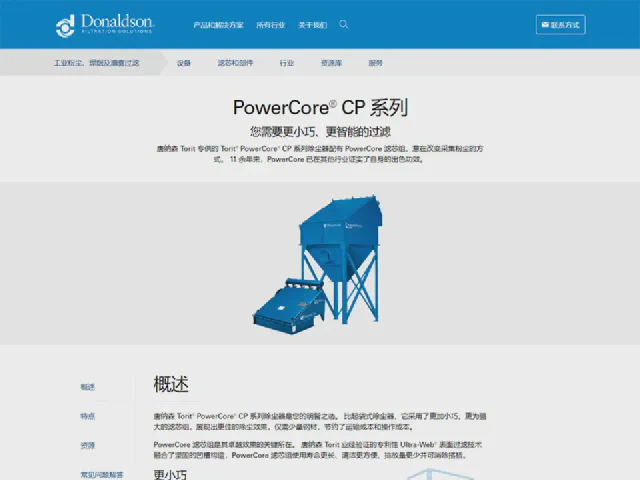 Donaldson.
FILTRATION SOLUTIONS
产品和解决方案 所有行业 关于我们
联系方式
工业粉尘、烟烟及油雾过滤 设备 滤芯和部件 行业 资源库 服务
PowerCore® CP 系列
您需要更小巧、更智能的过滤
唐纳森 Torit 专供的 Torit® PowerCore® CP 系列除尘器配有 PowerCore 滤芯组、意在改变采集粉尘的方
式。 11 余年来，PowerCore 已在其他行业证实了自身的出色功效。
概述
特点
资源
常见问题解答
概述
唐纳森 Torit® PowerCore® CP 系列除尘器是您的明智之选。 比起袋式除尘器，它采用了更加小巧、更为强
大的滤芯组，展现出更佳的除尘效果。仅需少量钢材，节约了运输成本和操作成本。
PowerCore 滤芯组是其卓越效果的关键所在。 唐纳森 Torit 业经验证的专利性 Ultra-Web® 表面过滤技术
融合了坚固的凹槽构造，PowerCore 滤芯组使用寿命更长、清洁更方便，排放量更少并可消除搭桥。
更小巧